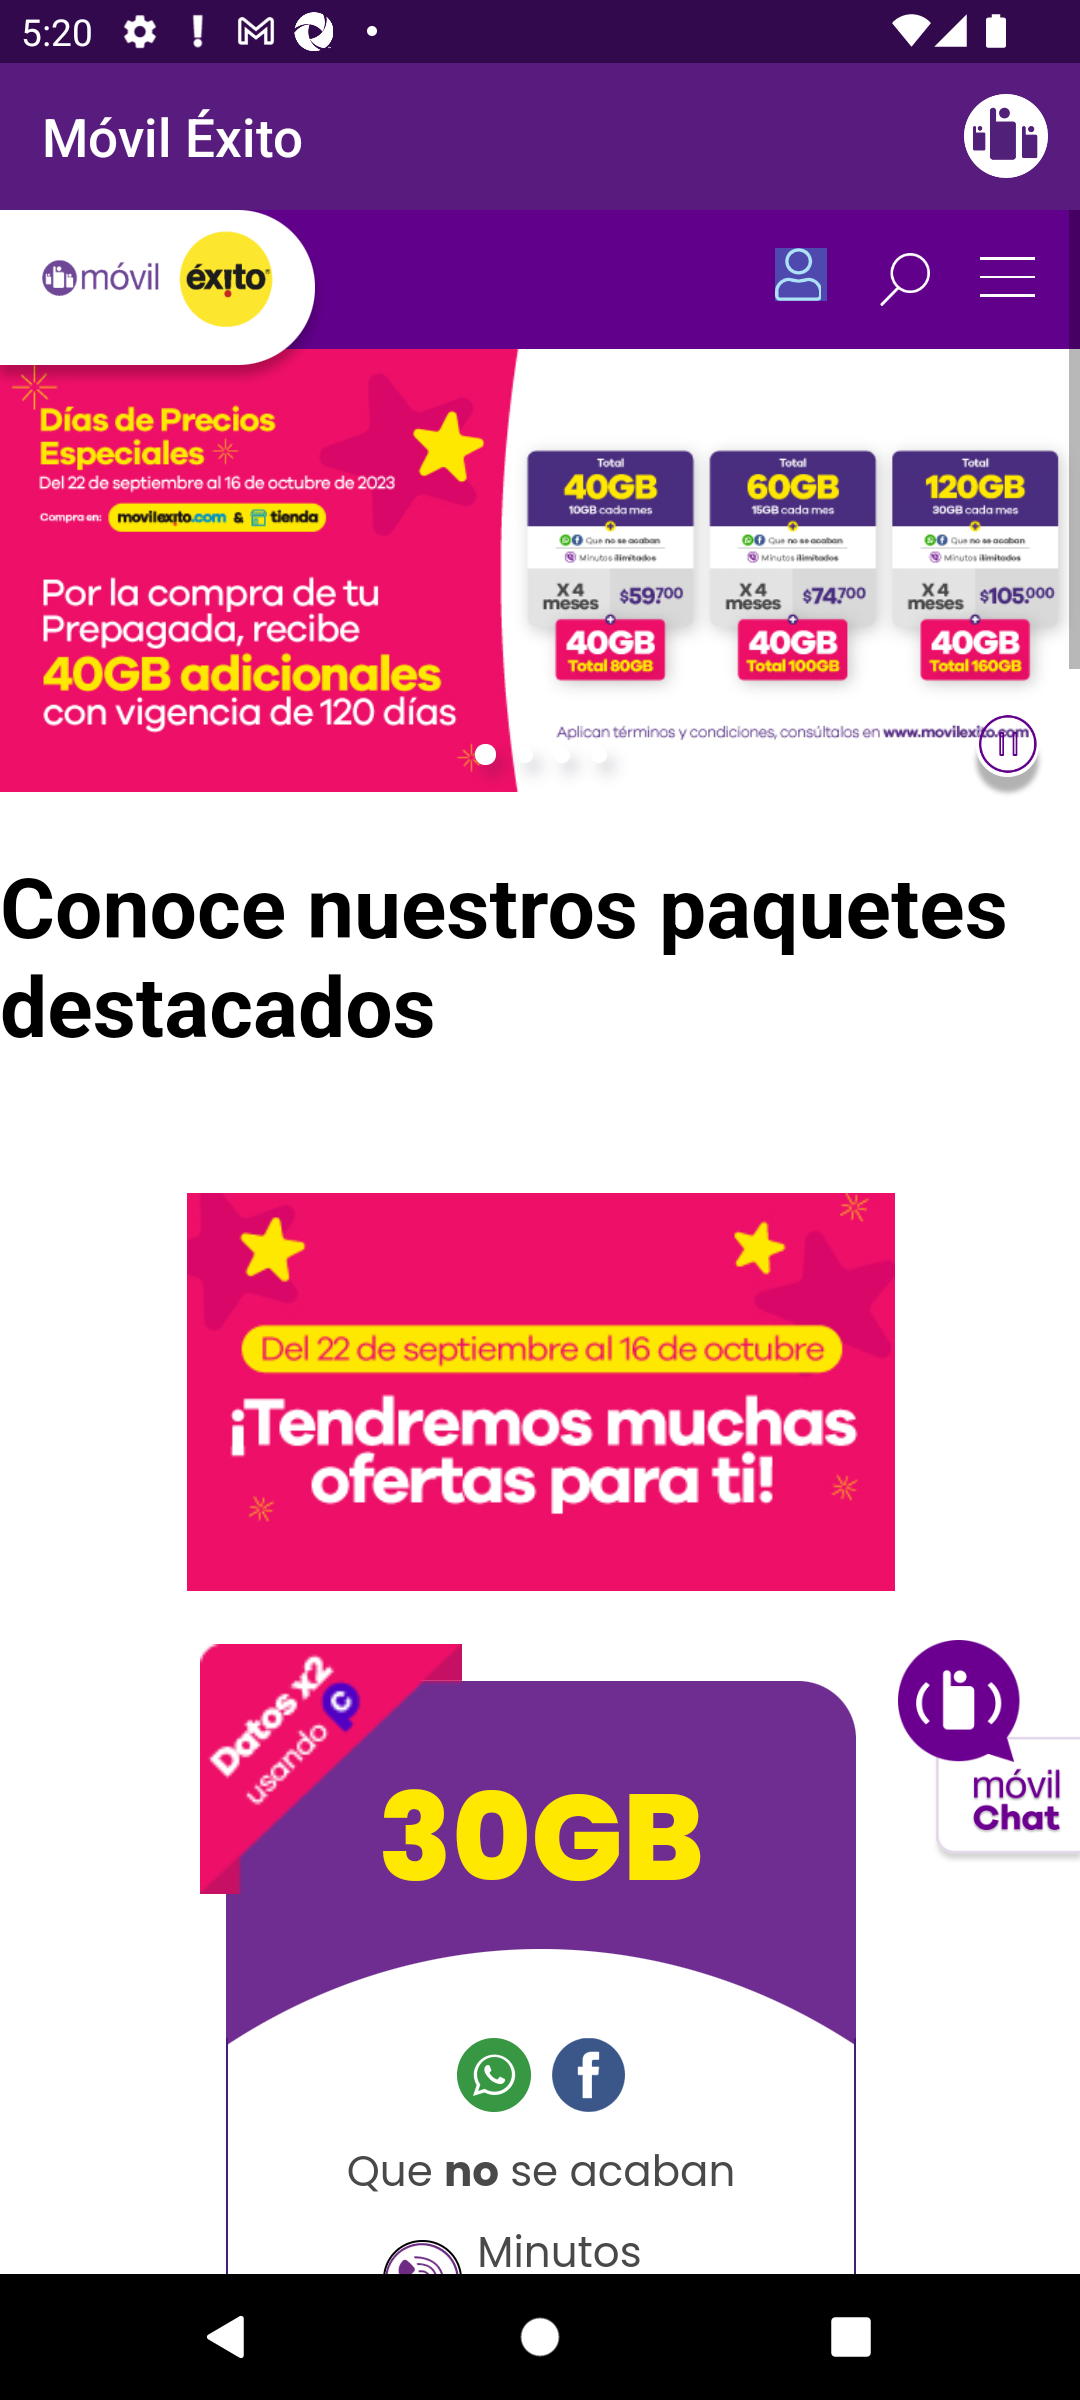 5:20
Móvil Éxito
móvil éxito
Días de Precios
Especiales
Del 22 de septiembre al 16 de octubre de 2023
Compra en: movilexito.com & tienda
Por la compra de tu
Prepagada, recibe
40GB adicionales
con vigencia de 120 días
Total
40GB
10GB cada mes
Que no se acaban
Minutos ilimitados
X 4
meses
$59.700
40GB
Total 80GB
Total
60GB
15GB cada mes
Que no se acaban
Minutos ilimitados
X 4
meses
$74.700
40GB
Total 100GB
Total
120GB
30GB cada mes
Que no se acaban
Minutos ilimitados
X 4
meses
$105.000
40GB
Total 160GB
Aplican términos y condiciones, consúltalos en www.movilexito.com
Conoce nuestros paquetes
destacados
Del 22 de septiembre al 16 de octubre
¡Tendremos muchas
ofertas para ti!
Datos x2
usando
30GB
móvil
Chat
Que no se acaban
Minutos